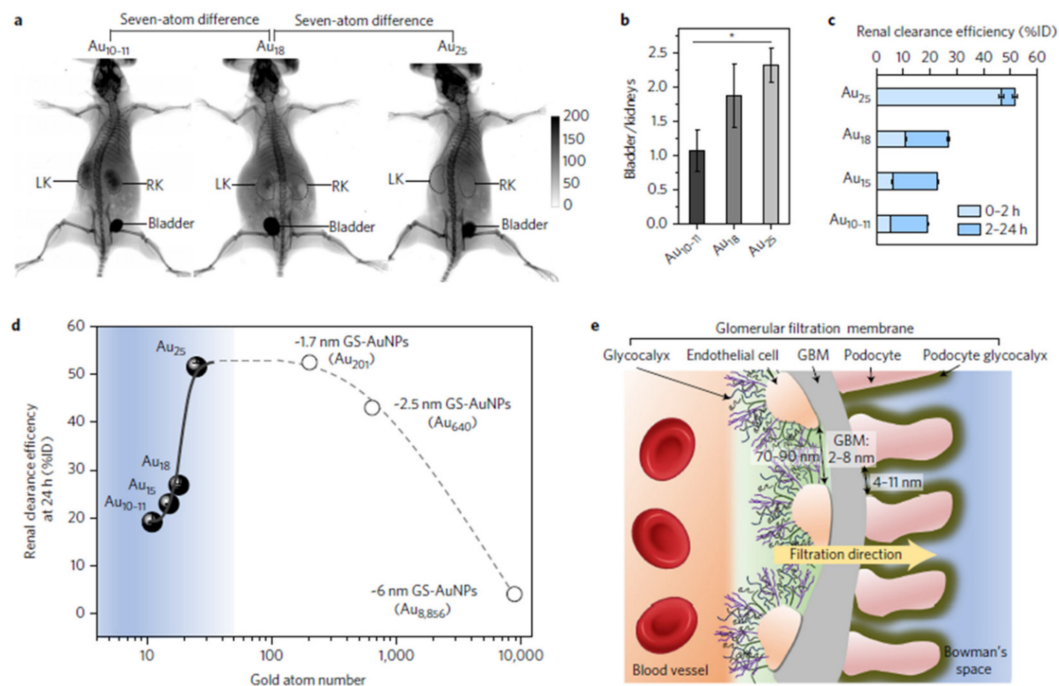 a
Seven-atom difference
Seven-atom difference
Au10-11
Au18
Au25
LK
RK
Bladder
LK
RK
Bladder
LK
RK
Bladder
200
150
100
50
0
b
*
2.5
2.0
1.5
1.0
0.5
0.0
Bladder/kidneys
Au10-11
Au18
Au25
c
Renal clearance efficiency (%ID)
0 10 20 30 40 50 60
Au25
Au18
Au15
Au10-11
0–2 h
2–24 h
d
60
50
40
30
20
10
0
Renal clearance efficency
at 24 h (%ID)
Au25
Au18
Au15
Au10-11
~1.7 nm GS-AuNPs
(Au201)
~2.5 nm GS-AuNPs
(Au640)
~6 nm GS-AuNPs
(Au8,856)
10
100
1,000
10,000
Gold atom number
e
Glomerular filtration membrane
Glycocalyx
Endothelial cell
GBM
Podocyte
Podocyte glycocalyx
70–90 nm
GBM:
2–8 nm
4–11 nm
Filtration direction
Blood vessel
Bowman's
space